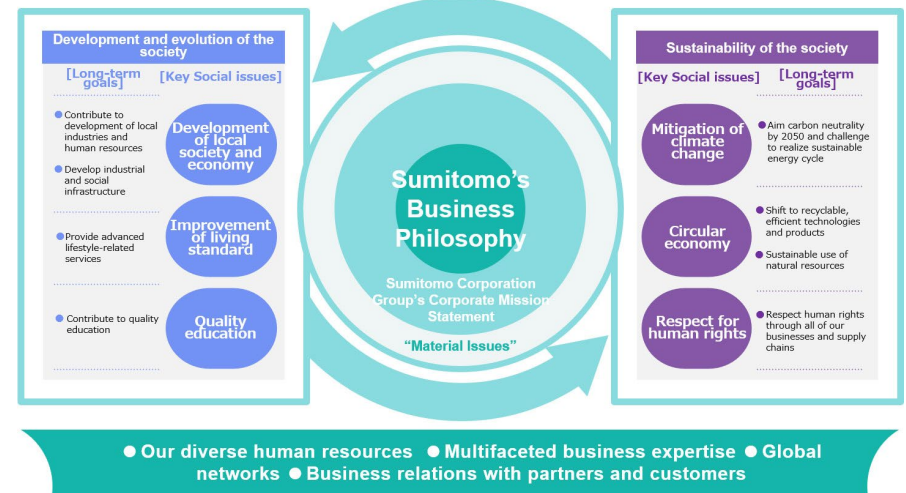 Development and evolution of the
society
[Long-term
goals]
[Key Social issues]
● Contribute to
development of local
industries and
human resources
● Develop industrial
and social
infrastructure
Development
of local
society and
economy
● Provide advanced
lifestyle-related
services
Improvement
of living
standard
● Contribute to quality
education
Quality
education
Sumitomo's
Business
Philosophy
Sumitomo Corporation
Group's Corporate Mission
Statement
“Material Issues”
Sustainability of the society
[Key Social issues]
[Long-term
goals]
Mitigation of
climate
change
● Aim carbon neutrality
by 2050 and challenge
to realize sustainable
energy cycle
Circular
economy
● Shift to recyclable,
efficient technologies
and products
● Sustainable use of
natural resources
Respect for
human rights
● Respect human rights
through all of our
businesses and supply
chains
● Our diverse human resources ● Multifaceted business expertise ● Global
networks ● Business relations with partners and customers